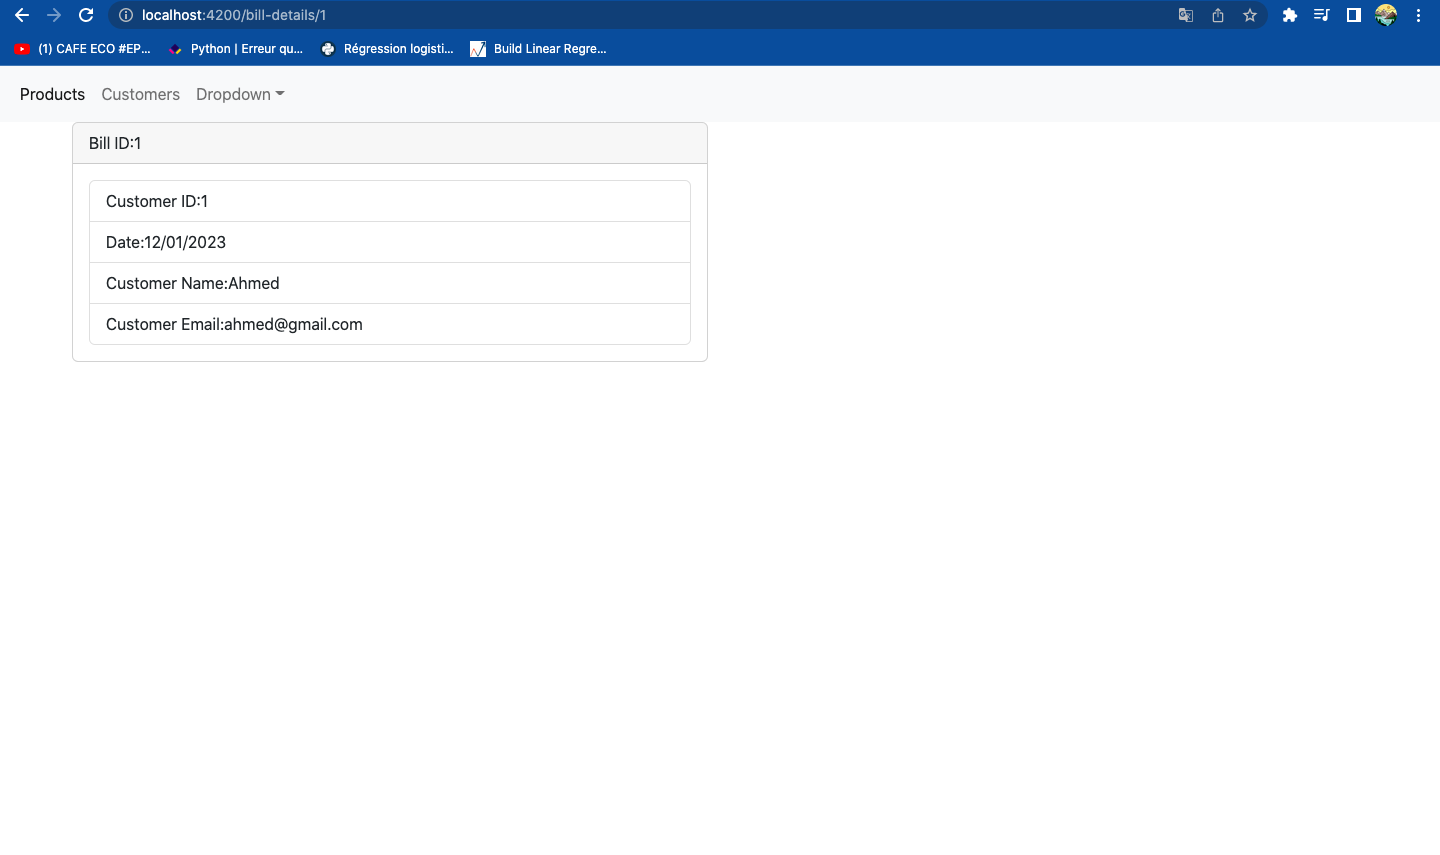 localhost:4200/bill-details/1
(1) CAFE ECO #EP...
Python | Erreur qu...
Régression logisti...
Build Linear Regre...
Products
Customers
Dropdown
Bill ID:1
Customer ID:1
Date:12/01/2023
Customer Name:Ahmed
Customer Email:ahmed@gmail.com